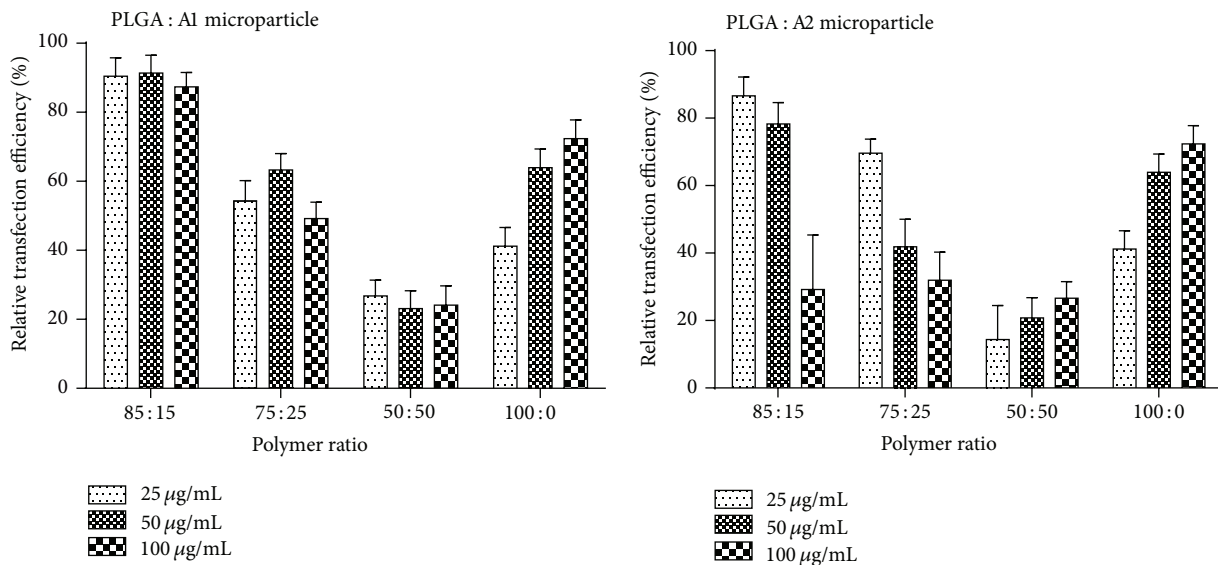 PLGA : A1 microparticle
Relative transfection efficiency (%)
100
80
60
40
20
0
85 : 15
75 : 25
50 : 50
100 : 0
Polymer ratio
25 μg/mL
50 μg/mL
100 μg/mL
PLGA : A2 microparticle
Relative transfection efficiency (%)
100
80
60
40
20
0
85 : 15
75 : 25
50 : 50
100 : 0
Polymer ratio
25 μg/mL
50 μg/mL
100 μg/mL